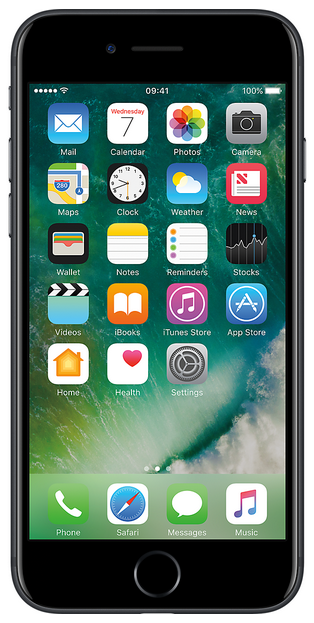 09:41 100%
Wednesday
7
Mail Calendar Photos Camera
280
Maps Clock Weather News
Wallet Notes Reminders Stocks
Videos iBooks iTunes Store App Store
Home Health Settings
Phone Safari Messages Music